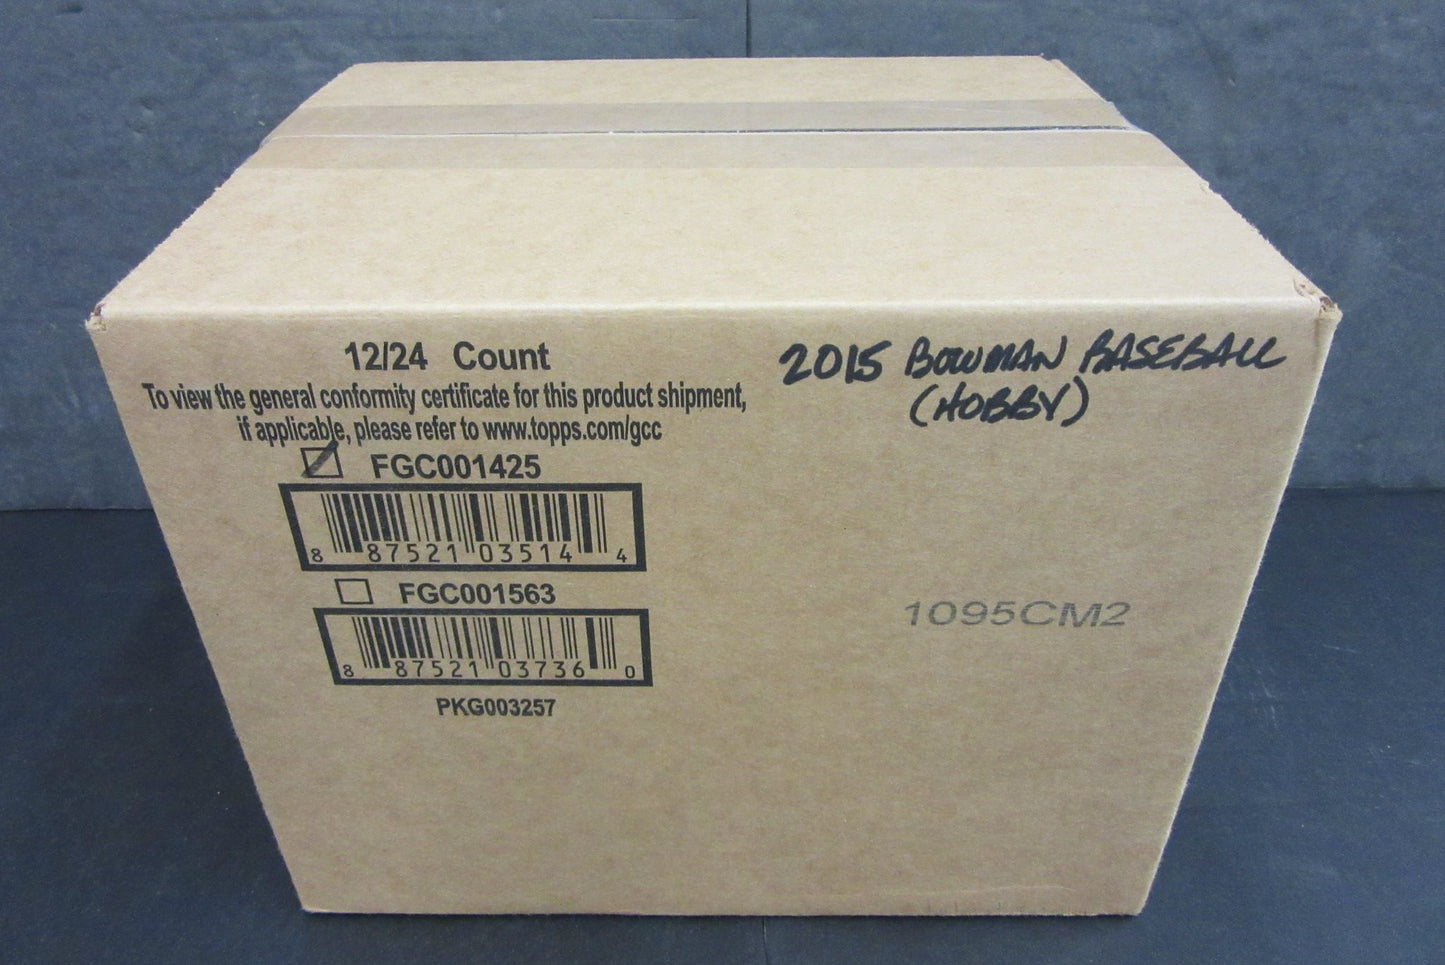 12/24 Count
To view the general conformity certificate for this product shipment,
if applicable, please refer to www.topps.com/gcc
FGC001425
8 87521 03514 4
FGC001563
8 87521 03736 0
PKG003257
2015 BOWMAN BASEBALL
(HOBBY)
1095CM2